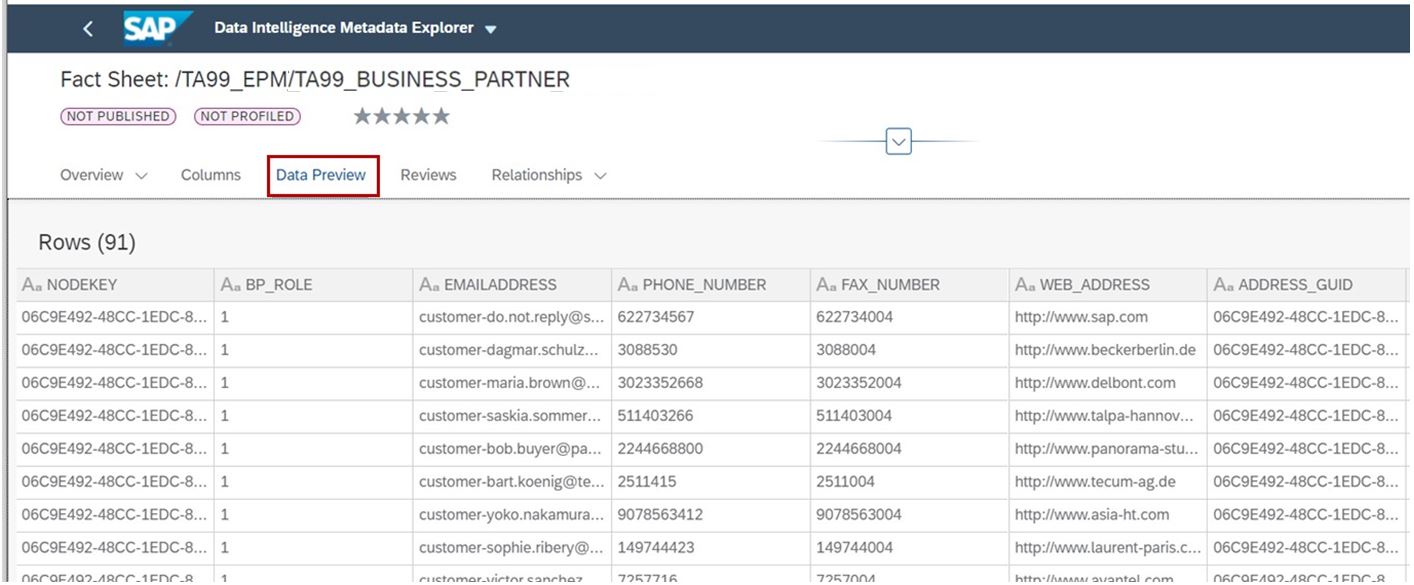 SAP Data Intelligence Metadata Explorer
Fact Sheet: /TA99_EPM/TA99_BUSINESS_PARTNER
NOT PUBLISHED NOT PROFILED
Overview Columns Data Preview Reviews Relationships
Rows (91)
Aa NODEKEY Aa BP_ROLE Aa EMAILADDRESS Aa PHONE_NUMBER Aa FAX_NUMBER Aa WEB_ADDRESS Aa ADDRESS_GUID
06C9E492-48CC-1EDC-8... 1 customer-do.not.reply@s... 622734567 622734004 http://www.sap.com 06C9E492-48CC-1EDC-8...
06C9E492-48CC-1EDC-8... 1 customer-dagmar.schulz... 3088530 3088004 http://www.beckerberlin.de 06C9E492-48CC-1EDC-8...
06C9E492-48CC-1EDC-8... 1 customer-maria.brown@... 3023352668 3023352004 http://www.delbont.com 06C9E492-48CC-1EDC-8...
06C9E492-48CC-1EDC-8... 1 customer-saskia.sommer... 511403266 511403004 http://www.talpa-hannov... 06C9E492-48CC-1EDC-8...
06C9E492-48CC-1EDC-8... 1 customer-bob.buyer@pa... 2244668800 2244668004 http://www.panorama-stu... 06C9E492-48CC-1EDC-8...
06C9E492-48CC-1EDC-8... 1 customer-bart.koenig@te... 2511415 2511004 http://www.tecum-ag.de 06C9E492-48CC-1EDC-8...
06C9E492-48CC-1EDC-8... 1 customer-yoko.nakamura... 9078563412 9078563004 http://www.asia-ht.com 06C9E492-48CC-1EDC-8...
06C9E492-48CC-1EDC-8... 1 customer-sophie.ribery@... 149744423 149744004 http://www.laurent-paris.c... 06C9E492-48CC-1EDC-8...
06C9E492-48CC-1EDC-8... 1 customer-victor.sanchez... 7257716 7257004 http://www.avantel.com 06C9E492-48CC-1EDC-8...